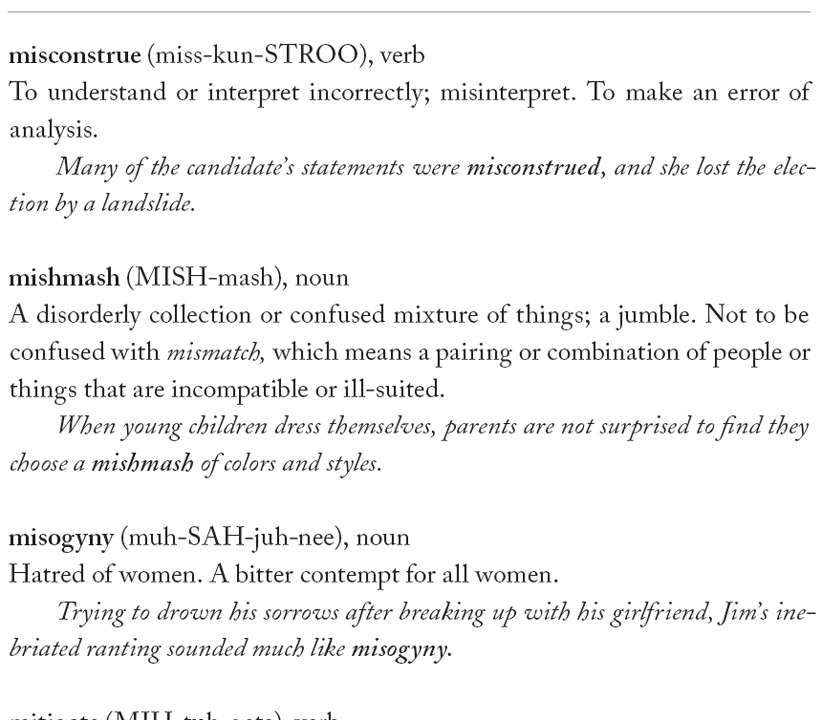 misconstrue (miss-kun-STROO), verb
To understand or interpret incorrectly; misinterpret. To make an error of
analysis.
Many of the candidate's statements were misconstrued, and she lost the elec-
tion by a landslide.
mishmash (MISH-mash), noun
A disorderly collection or confused mixture of things; a jumble. Not to be
confused with mismatch, which means a pairing or combination of people or
things that are incompatible or ill-suited.
When young children dress themselves, parents are not surprised to find they
choose a mishmash of colors and styles.
misogyny (muh-SAH-juh-nee), noun
Hatred of women. A bitter contempt for all women.
Trying to drown his sorrows after breaking up with his girlfriend, Jim's ine-
briated ranting sounded much like misogyny.